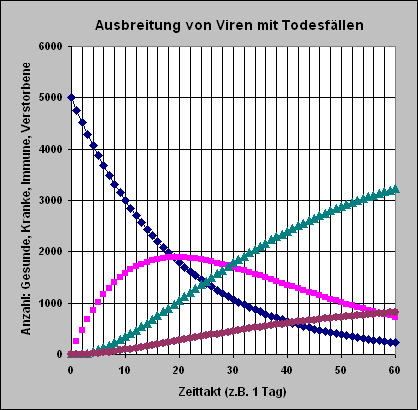 Ausbreitung von Viren mit Todesfällen
Anzahl: Gesunde, Kranke, Immune, Verstorbene
6000
5000
4000
3000
2000
1000
0
0 10 20 30 40 50 60
Zeittakt (z.B. 1 Tag)